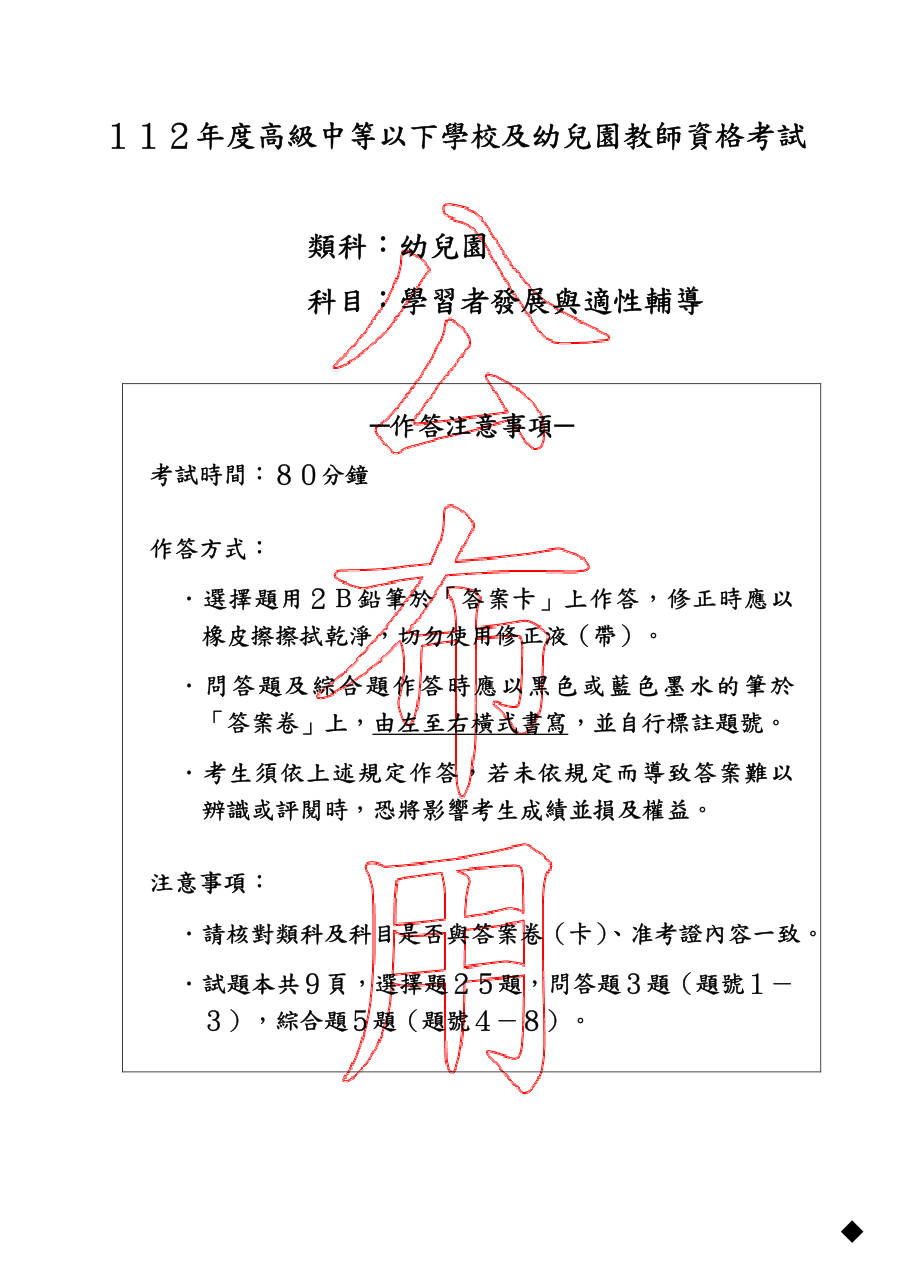 １１２年度高級中等以下學校及幼兒園教師資格考試
類科：幼兒園
科目：學習者發展與適性輔導
－作答注意事項－
考試時間：８０分鐘
作答方式：
・選擇題用２Ｂ鉛筆於「答案卡」上作答，修正時應以
橡皮擦擦拭乾淨，切勿使用修正液（帶）。
・問答題及綜合題作答時應以黑色或藍色墨水的筆於
「答案卷」上，由左至右橫式書寫，並自行標註題號。
・考生須依上述規定作答，若未依規定而導致答案難以
辨識或評閱時，恐將影響考生成績並損及權益。
注意事項：
・請核對類科及科目是否與答案卷（卡）、准考證內容一致。
・試題本共９頁，選擇題２５題，問答題３題（題號１－
３），綜合題５題（題號４－８）。
公布用